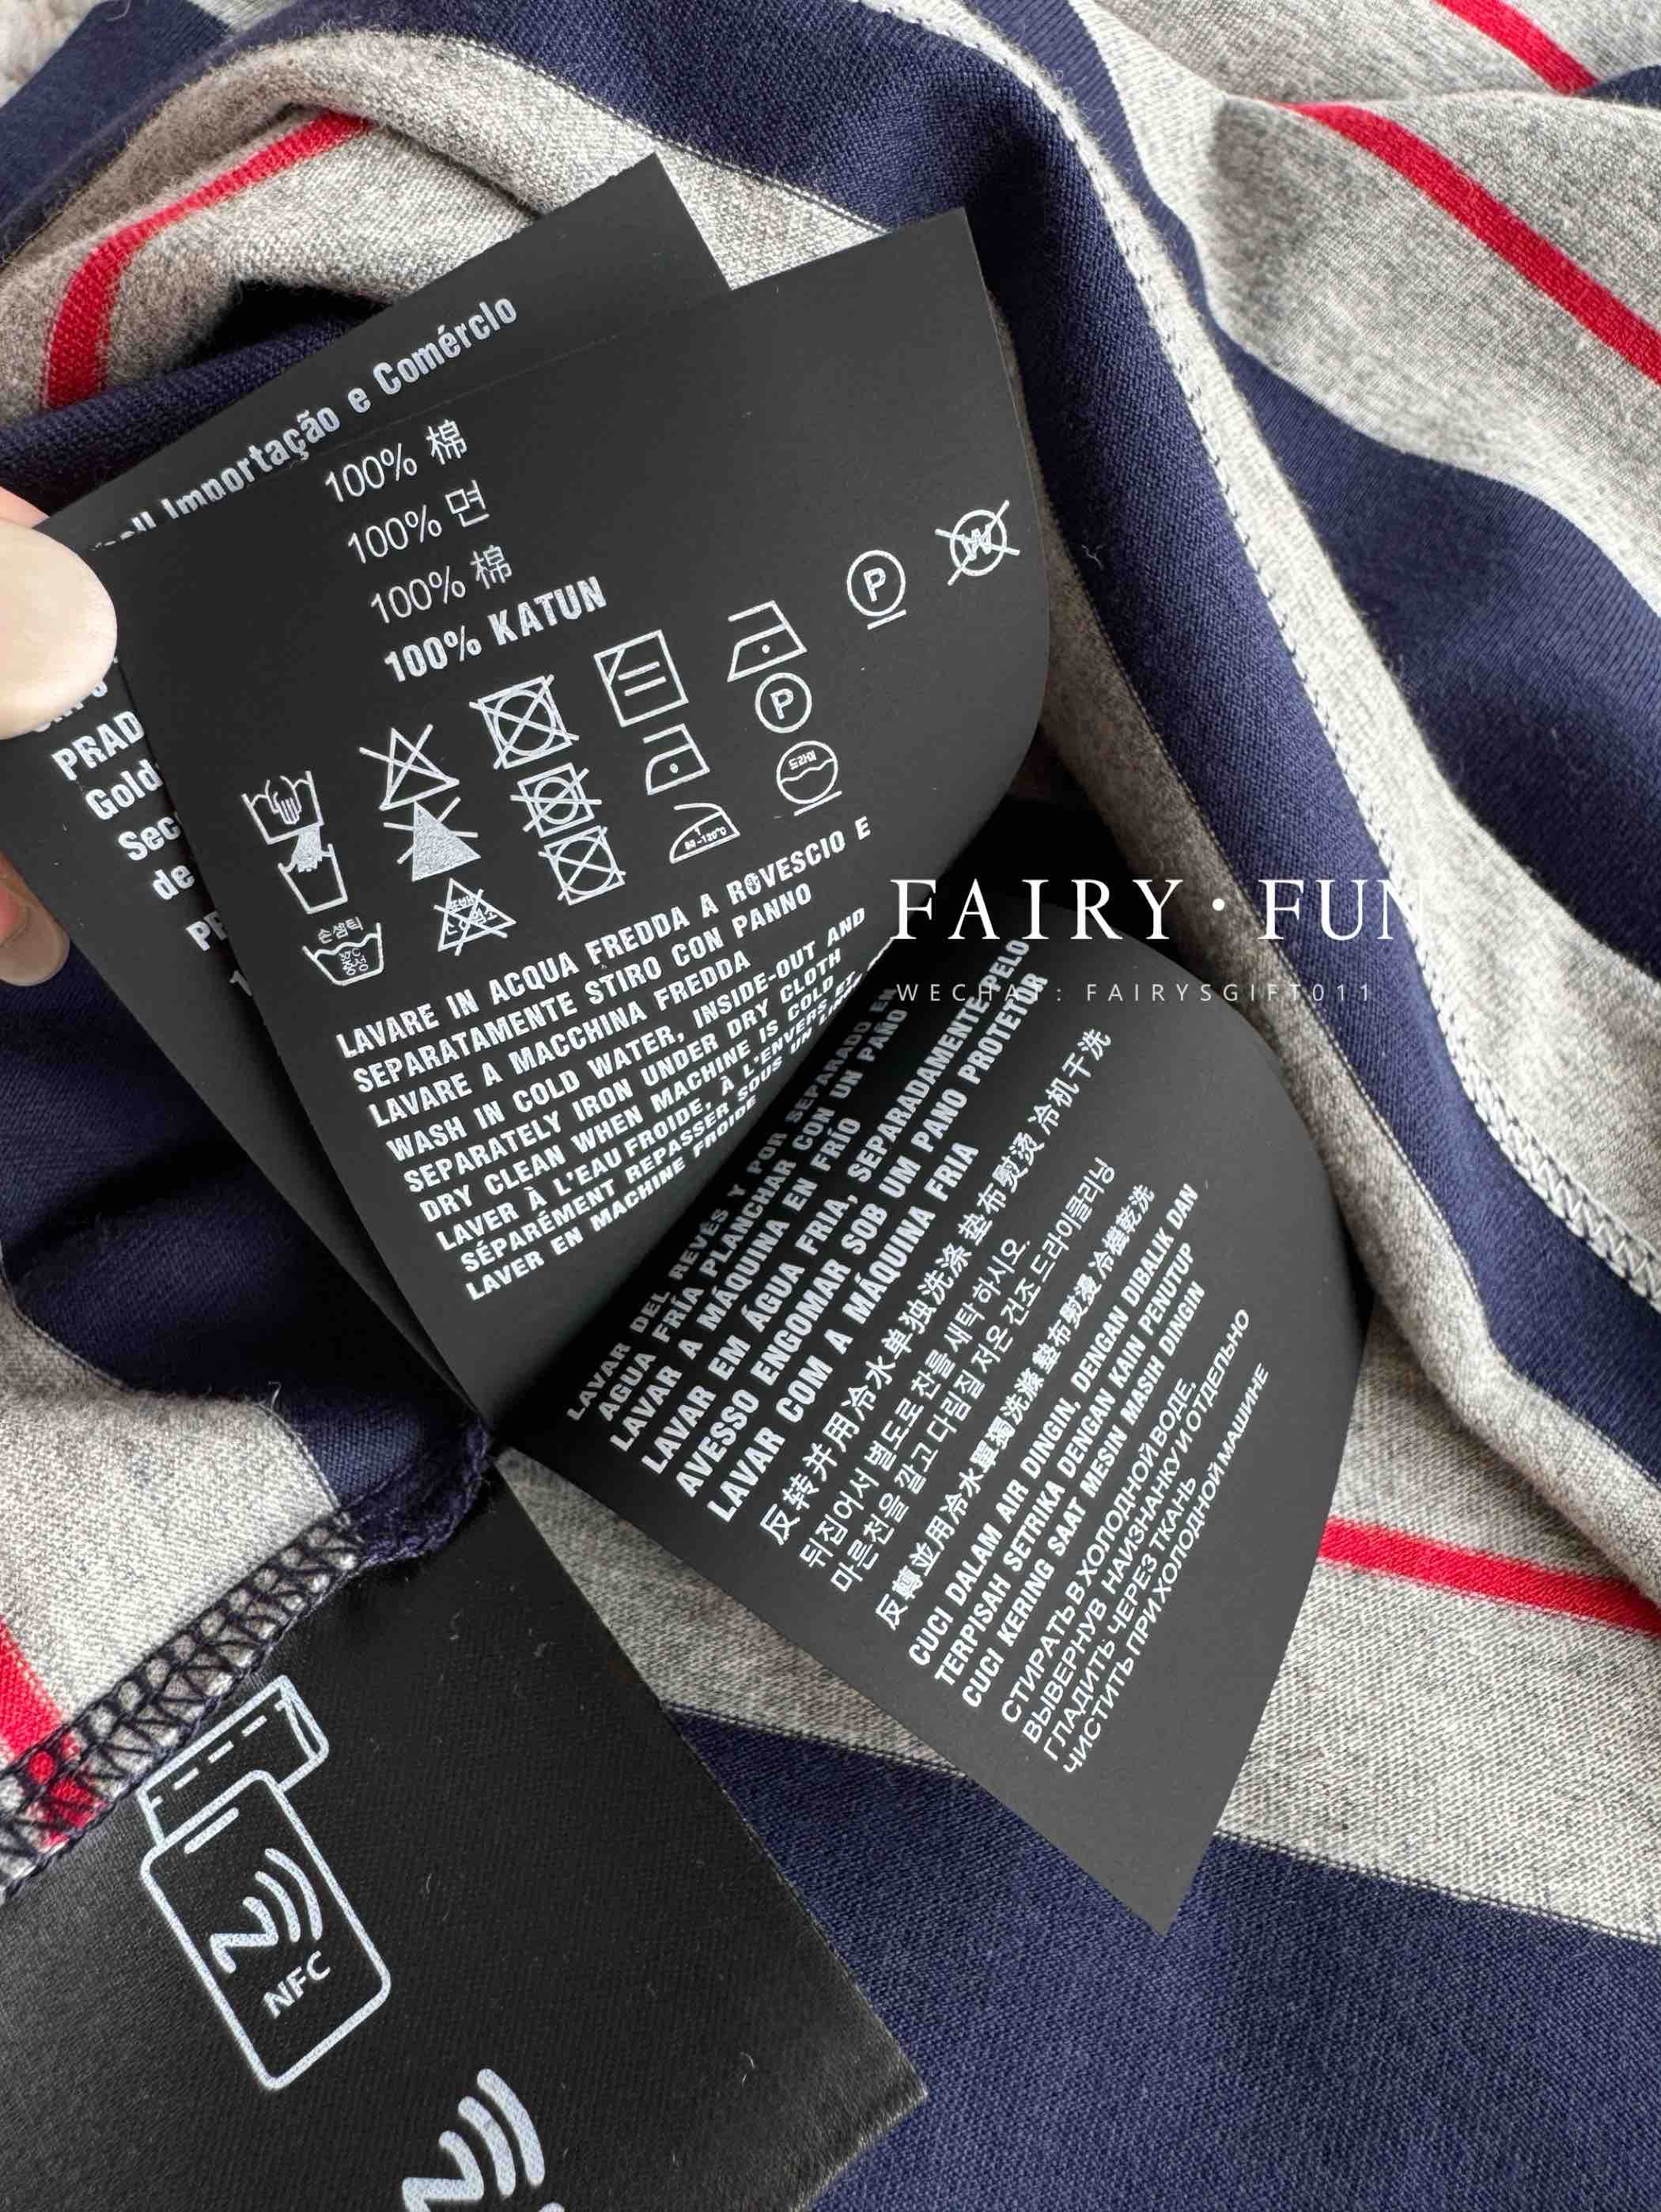 Importação e Comércio
PRAD
Gold
Sec
de
100% 棉
100% 면
100% 棉
100% KATUN
P
W
P
드라이
손세탁
LAVARE IN ACQUA FREDDA A ROVESCIO E
SEPARATAMENTE STIRO CON PANNO
LAVARE A MACCHINA FREDDA
WASH IN COLD WATER, INSIDE-OUT AND
SEPARATELY IRON UNDER DRY CLOTH
DRY CLEAN WHEN MACHINE IS COLD
LAVER À L'EAU FROIDE, À L'ENVERS ET
SÉPARÉMENT REPASSER SOUS UN
LAVER EN MACHINE FROIDE
FAIRY·FUN
WECHAT: FAIRYSGIFT011
LAVAR DEL REVÉS Y POR SEPARADO EN
AGUA FRÍA PLANCHAR CON UN PAÑO
LAVAR A MÁQUINA EN FRÍO
LAVAR EM ÁGUA FRIA, SEPARADAMENTE PELO
AVESSO ENGOMAR SOB UM PANO PROTETOR
LAVAR COM A MÁQUINA FRIA
反转并用冷水单独洗涤 垫布熨烫 冷机干洗
뒤집어서 별도로 찬물 새탁 하시오.
마른천을 깔고 다림질 저온 건조 드라이클리닝
反轉並用冷水單獨洗滌 墊布熨燙 冷機乾洗
CUCI DALAM AIR DINGIN, DENGAN DIBALIK DAN
TERPISAH SETRIKA DENGAN KAIN PENUTUP
CUCI KERING SAAT MESIN MASIH DINGIN
СТИРАТЬ В ХОЛОДНОЙ ВОДЕ,
ВЫВЕРНУВ НАИЗНАНКУ И ОТДЕЛЬНО
ГЛАДИТЬ ЧЕРЕЗ ТКАНЬ
ЧИСТИТЬ ПРИ ХОЛОДНОЙ МАШИНЕ
NFC